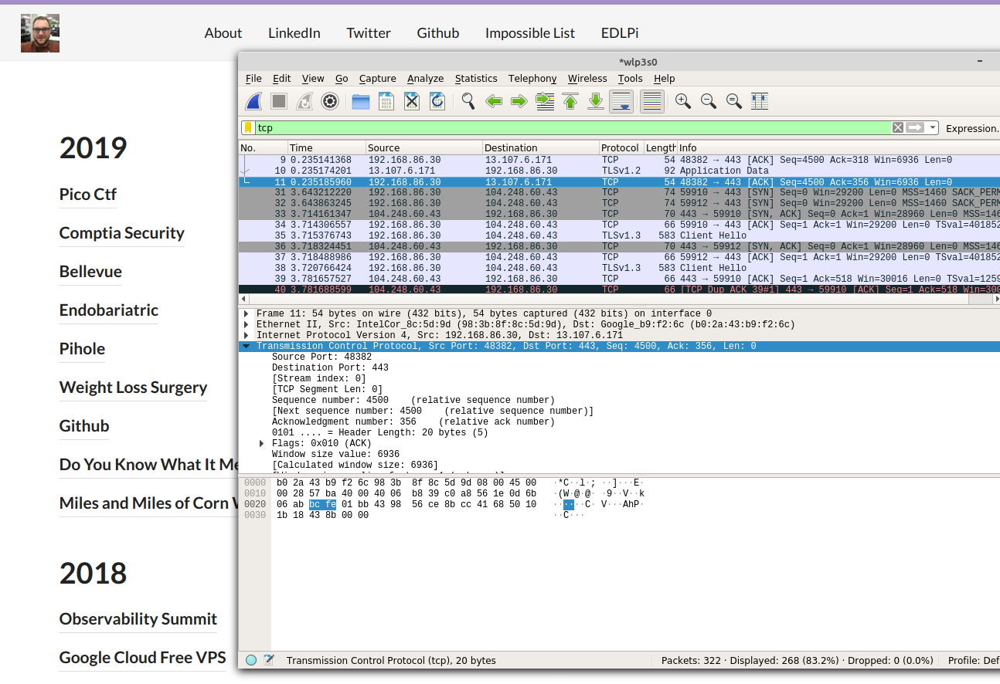 About LinkedIn Twitter Github Impossible List EDLPi
2019
Pico Ctf
Comptia Security
Bellevue
Endobariatric
Pihole
Weight Loss Surgery
Github
Do You Know What It Me
Miles and Miles of Corn
2018
Observability Summit
Google Cloud Free VPS
*wlp3s0
File Edit View Go Capture Analyze Statistics Telephony Wireless Tools Help
tcp Expression.
No. Time Source Destination Protocol Length Info
9 0.235141368 192.168.86.30 13.107.6.171 TCP 54 48382 → 443 [ACK] Seq=4500 Ack=318 Win=6936 Len=0
10 0.235174201 13.107.6.171 192.168.86.30 TLSv1.2 92 Application Data
11 0.235185960 192.168.86.30 13.107.6.171 TCP 54 48382 → 443 [ACK] Seq=4500 Ack=356 Win=6936 Len=0
31 3.643212220 192.168.86.30 104.248.60.43 TCP 74 59910 → 443 [SYN] Seq=0 Win=29200 Len=0 MSS=1460 SACK_PERM
32 3.643863245 192.168.86.30 104.248.60.43 TCP 74 59912 → 443 [SYN] Seq=0 Win=29200 Len=0 MSS=1460 SACK_PERM
33 3.714161347 104.248.60.43 192.168.86.30 TCP 70 443 → 59910 [SYN, ACK] Seq=0 Ack=1 Win=28960 Len=0 MSS=146
34 3.714306557 192.168.86.30 104.248.60.43 TCP 66 59910 → 443 [ACK] Seq=1 Ack=1 Win=29200 Len=0 TSval=401852
35 3.715376743 192.168.86.30 104.248.60.43 TLSv1.3 583 Client Hello
36 3.718324451 104.248.60.43 192.168.86.30 TCP 70 443 → 59912 [SYN, ACK] Seq=0 Ack=1 Win=28960 Len=0 MSS=146
37 3.718488986 192.168.86.30 104.248.60.43 TCP 66 59912 → 443 [ACK] Seq=1 Ack=1 Win=29200 Len=0 TSval=401852
38 3.720766424 192.168.86.30 104.248.60.43 TLSv1.3 583 Client Hello
39 3.781657527 104.248.60.43 192.168.86.30 TCP 66 443 → 59910 [ACK] Seq=1 Ack=518 Win=30016 Len=0 TSval=1259
40 3.781688599 104.248.60.43 192.168.86.30 TCP 66 [TCP Dup ACK 39#1] 443 → 59910 [ACK] Seq=1 Ack=518 Win=300
Frame 11: 54 bytes on wire (432 bits), 54 bytes captured (432 bits) on interface 0
Ethernet II, Src: IntelCor_8c:5d:9d (98:3b:8f:8c:5d:9d), Dst: Google_b9:f2:6c (b0:2a:43:b9:f2:6c)
Internet Protocol Version 4, Src: 192.168.86.30, Dst: 13.107.6.171
Transmission Control Protocol, Src Port: 48382, Dst Port: 443, Seq: 4500, Ack: 356, Len: 0
Source Port: 48382
Destination Port: 443
[Stream index: 0]
[TCP Segment Len: 0]
Sequence number: 4500 (relative sequence number)
[Next sequence number: 4500 (relative sequence number)]
Acknowledgment number: 356 (relative ack number)
0101 .... = Header Length: 20 bytes (5)
Flags: 0x010 (ACK)
Window size value: 6936
[Calculated window size: 6936]
0000 b0 2a 43 b9 f2 6c 98 3b 8f 8c 5d 9d 08 00 45 00 ·*C··l·; ··]···E·
0010 00 28 57 ba 40 00 40 06 b8 39 c0 a8 56 1e 0d 6b ·(W·@·@· ·9··V··k
0020 06 ab bc fe 01 bb 43 98 56 ce 8b cc 41 68 50 10 ······C· V···AhP·
0030 1b 18 43 8b 00 00 ··C···
Transmission Control Protocol (tcp), 20 bytes Packets: 322 · Displayed: 268 (83.2%) · Dropped: 0 (0.0%) Profile: Def